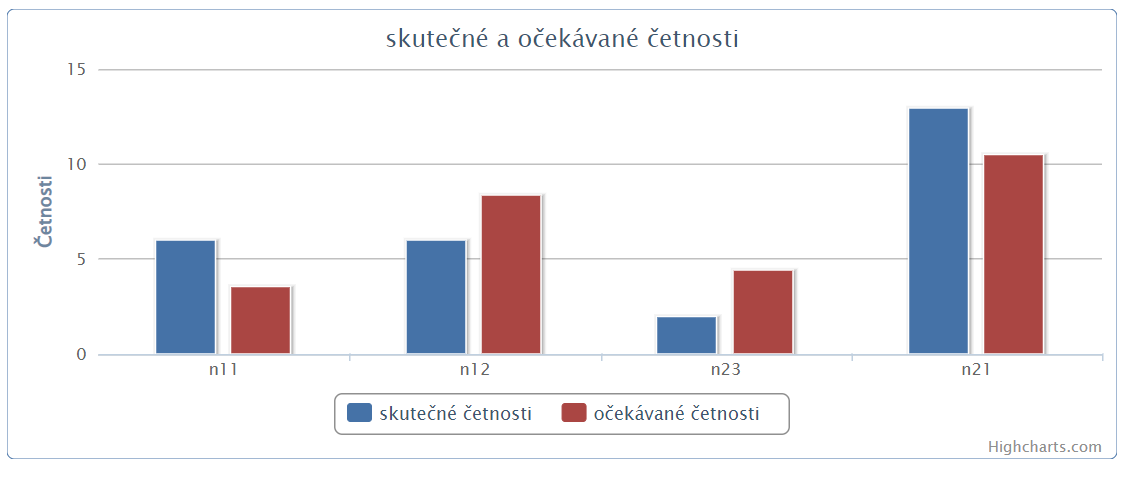 skutečné a očekávané četnosti
Četnosti
15
10
5
0
n11 n12 n23 n21
skutečné četnosti očekávané četnosti
Highcharts.com